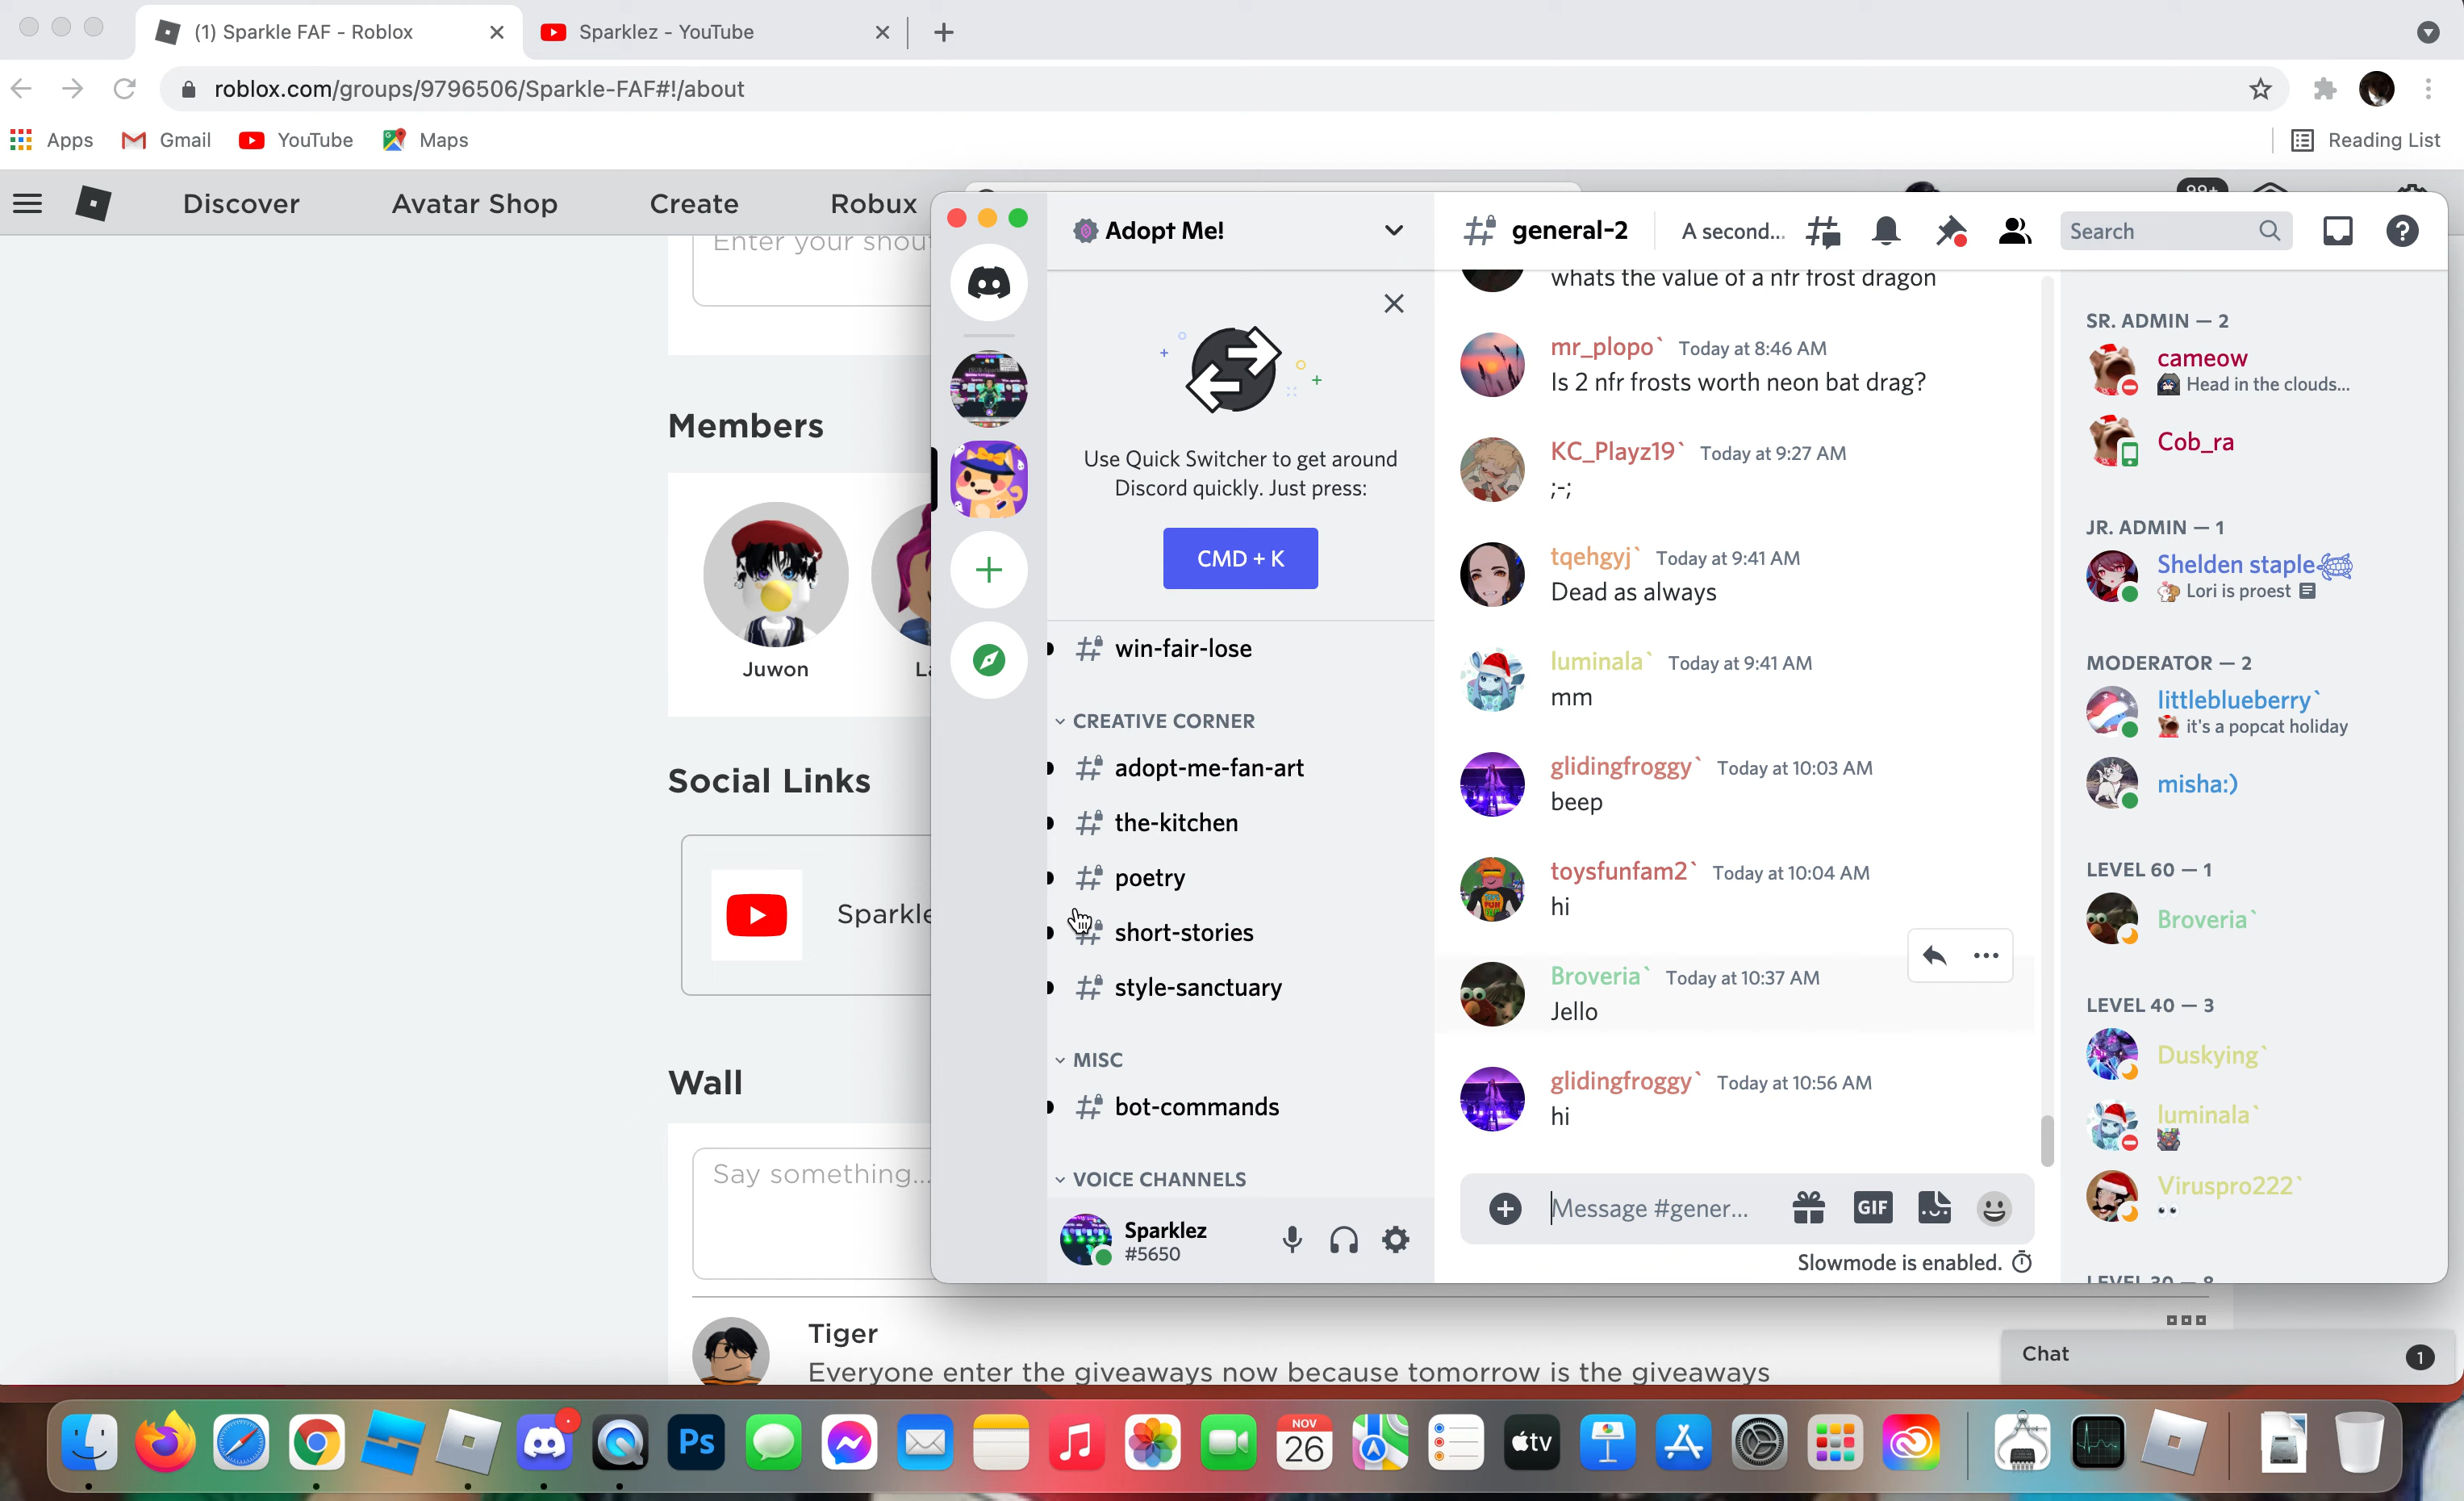 (1) Sparkle FAF - Roblox
Sparklez - YouTube
roblox.com/groups/9796506/Sparkle-FAF#!/about
Apps
Gmail
YouTube
Maps
Reading List
Discover
Avatar Shop
Create
Robux
99+
Enter your shou
Members
Juwon
La
Social Links
Sparkle
Wall
Say something...
Tiger
Everyone enter the giveaways now because tomorrow is the giveaways
Chat
1
Adopt Me!
Use Quick Switcher to get around
Discord quickly. Just press:
CMD + K
win-fair-lose
CREATIVE CORNER
adopt-me-fan-art
the-kitchen
poetry
short-stories
style-sanctuary
MISC
bot-commands
VOICE CHANNELS
Sparklez
#5650
general-2
A second...
Search
whats the value of a nfr frost dragon
mr_plopo` Today at 8:46 AM
Is 2 nfr frosts worth neon bat drag?
KC_Playz19` Today at 9:27 AM
;-;
tqehgyj` Today at 9:41 AM
Dead as always
luminala` Today at 9:41 AM
mm
glidingfroggy` Today at 10:03 AM
beep
toysfunfam2` Today at 10:04 AM
hi
Broveria` Today at 10:37 AM
Jello
glidingfroggy` Today at 10:56 AM
hi
Message #gener...
GIF
Slowmode is enabled.
SR. ADMIN — 2
cameow
Head in the clouds...
Cob_ra
JR. ADMIN — 1
Shelden staple
Lori is proest
MODERATOR — 2
littleblueberry`
it's a popcat holiday
misha:)
LEVEL 60 — 1
Broveria`
LEVEL 40 — 3
Duskying`
luminala`
Viruspro222`
LEVEL 30 — 8
Ps
NOV
26
tv